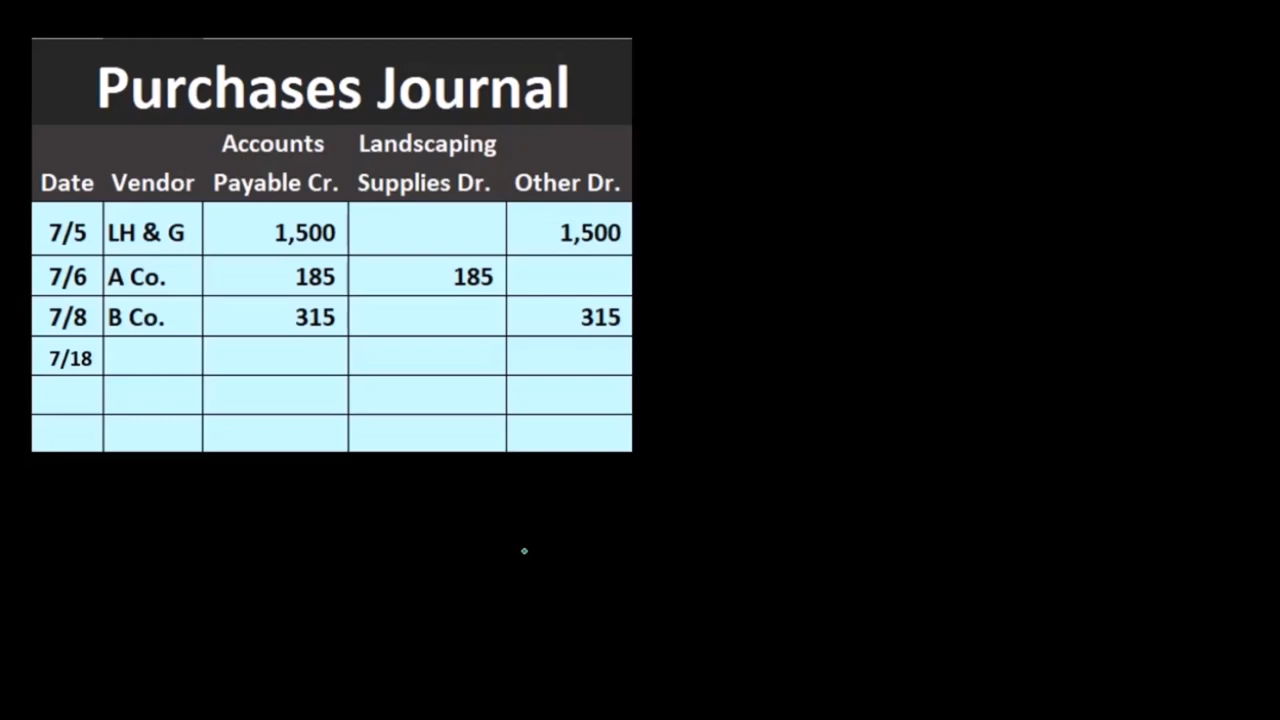 Purchases Journal
Accounts Landscaping
Date Vendor Payable Cr. Supplies Dr. Other Dr.
7/5 LH & G 1,500 1,500
7/6 A Co. 185 185
7/8 B Co. 315 315
7/18